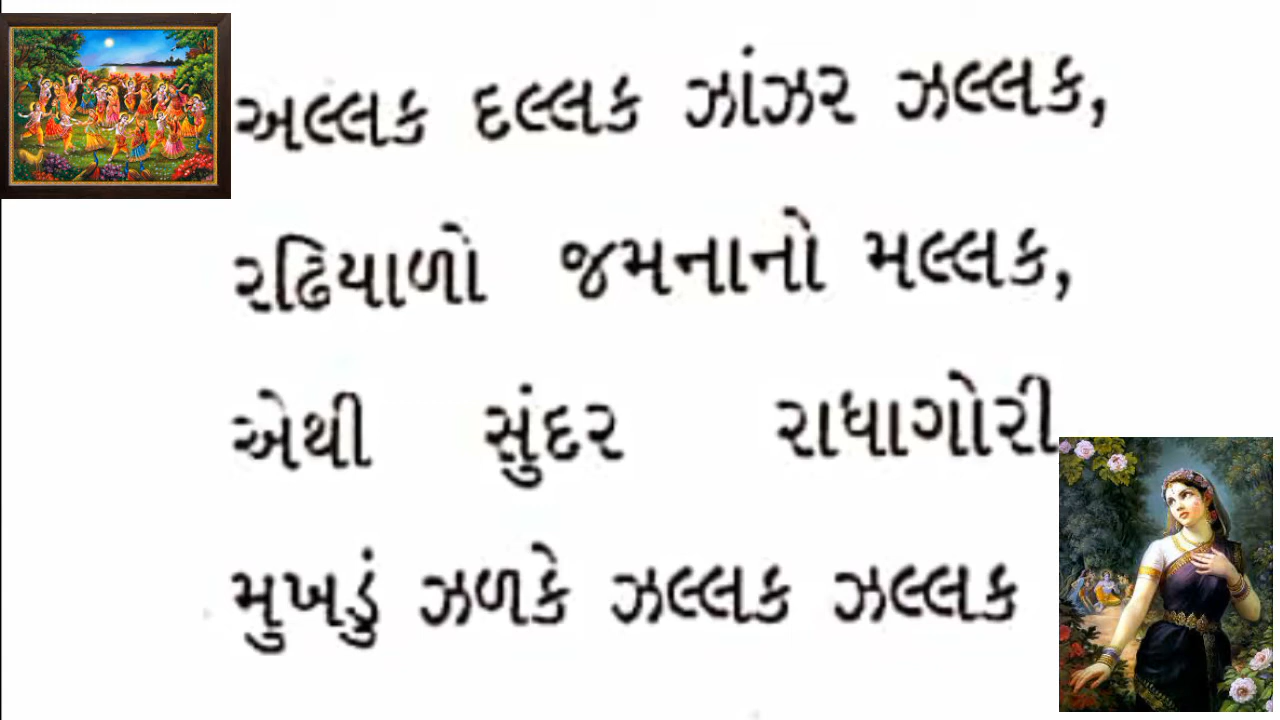 અલ્લક દલ્લક ઝાંઝર ઝલ્લક,
રઢિયાળો જમનાનો મલ્લક,
એથી સુંદર રાધાગોરી
મુખડું ઝળકે ઝલ્લક ઝલ્લક